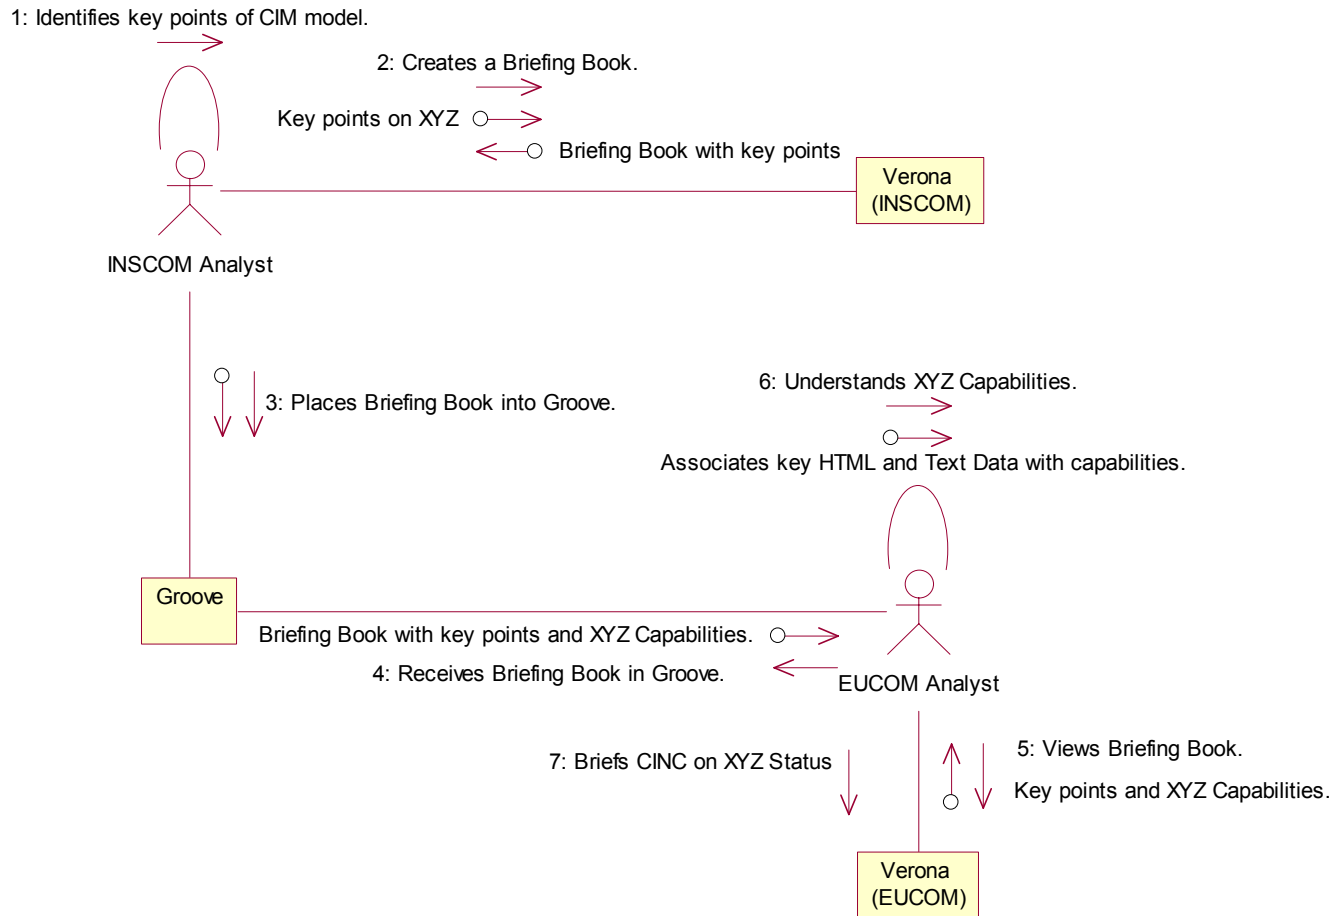 1: Identifies key points of CIM model.
2: Creates a Briefing Book.
Key points on XYZ
Briefing Book with key points
Verona
(INSCOM)
INSCOM Analyst
3: Places Briefing Book into Groove.
6: Understands XYZ Capabilities.
Associates key HTML and Text Data with capabilities.
Groove
Briefing Book with key points and XYZ Capabilities.
4: Receives Briefing Book in Groove.
EUCOM Analyst
7: Briefs CINC on XYZ Status
5: Views Briefing Book.
Key points and XYZ Capabilities.
Verona
(EUCOM)